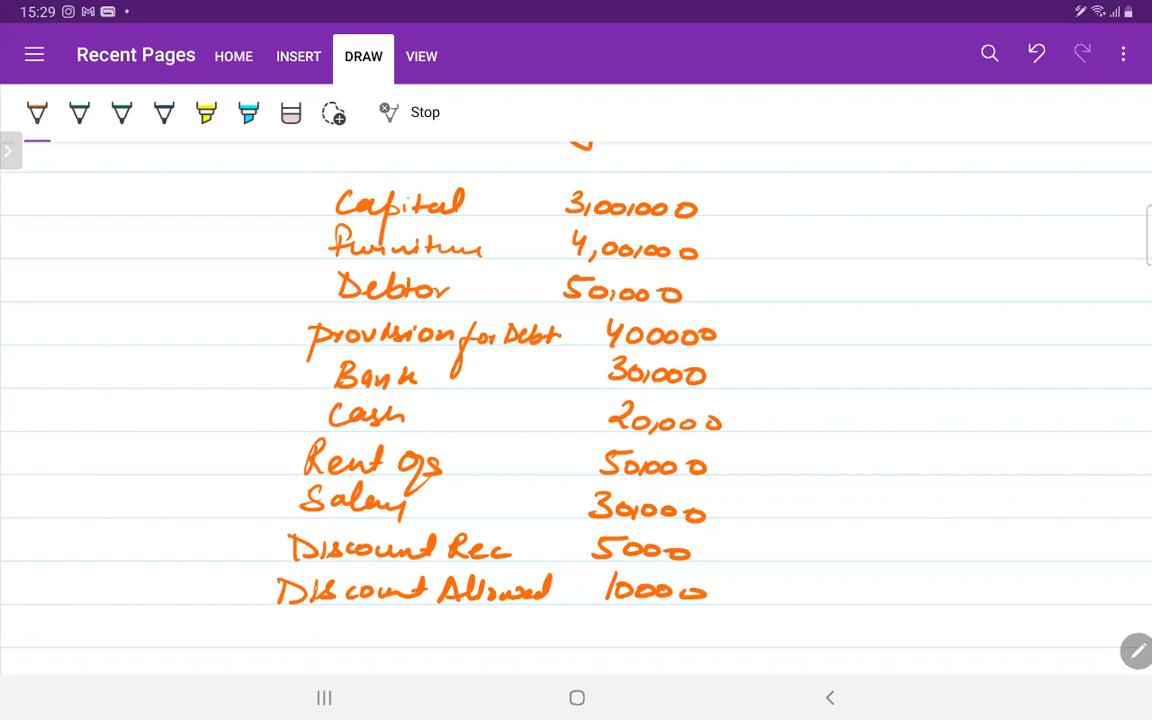 15:29
Recent Pages HOME INSERT DRAW VIEW
Stop
Capital 3,00,000
Furniture 4,00,000
Debtor 50,000
Provision for Debt 400000
Bank 30,000
Cash 20,000
Rent o/s 50,000
Salary 30,000
Discount Rec 5000
Discount Allowed 10000